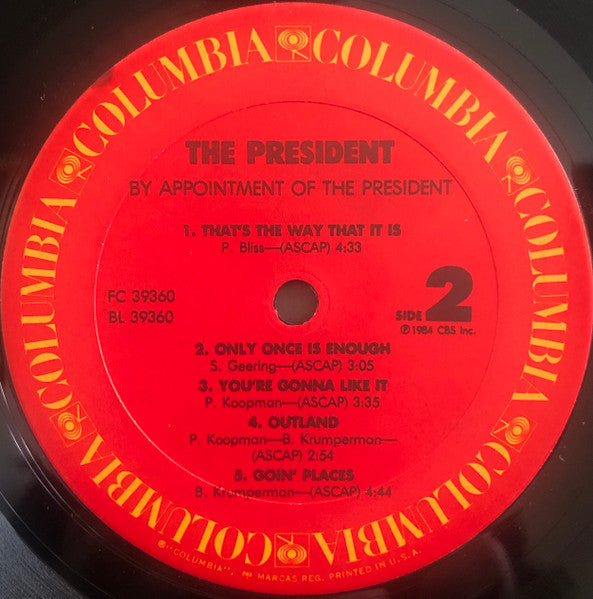 COLUMBIA COLUMBIA COLUMBIA COLUMBIA COLUMBIA COLUMBIA
THE PRESIDENT
BY APPOINTMENT OF THE PRESIDENT
1. THAT'S THE WAY THAT IT IS
P. Bliss—(ASCAP) 4:33
FC 39360
BL 39360
SIDE 2
℗1984 CBS Inc.
2. ONLY ONCE IS ENOUGH
S. Geering—(ASCAP) 3:05
3. YOU'RE GONNA LIKE IT
P. Koopman—(ASCAP) 3:35
4. OUTLAND
P. Koopman—B. Krumperman—
(ASCAP) 2:54
5. GOIN' PLACES
B. Krumperman—(ASCAP) 4:44
"COLUMBIA", MARCAS REG. PRINTED IN U.S.A.